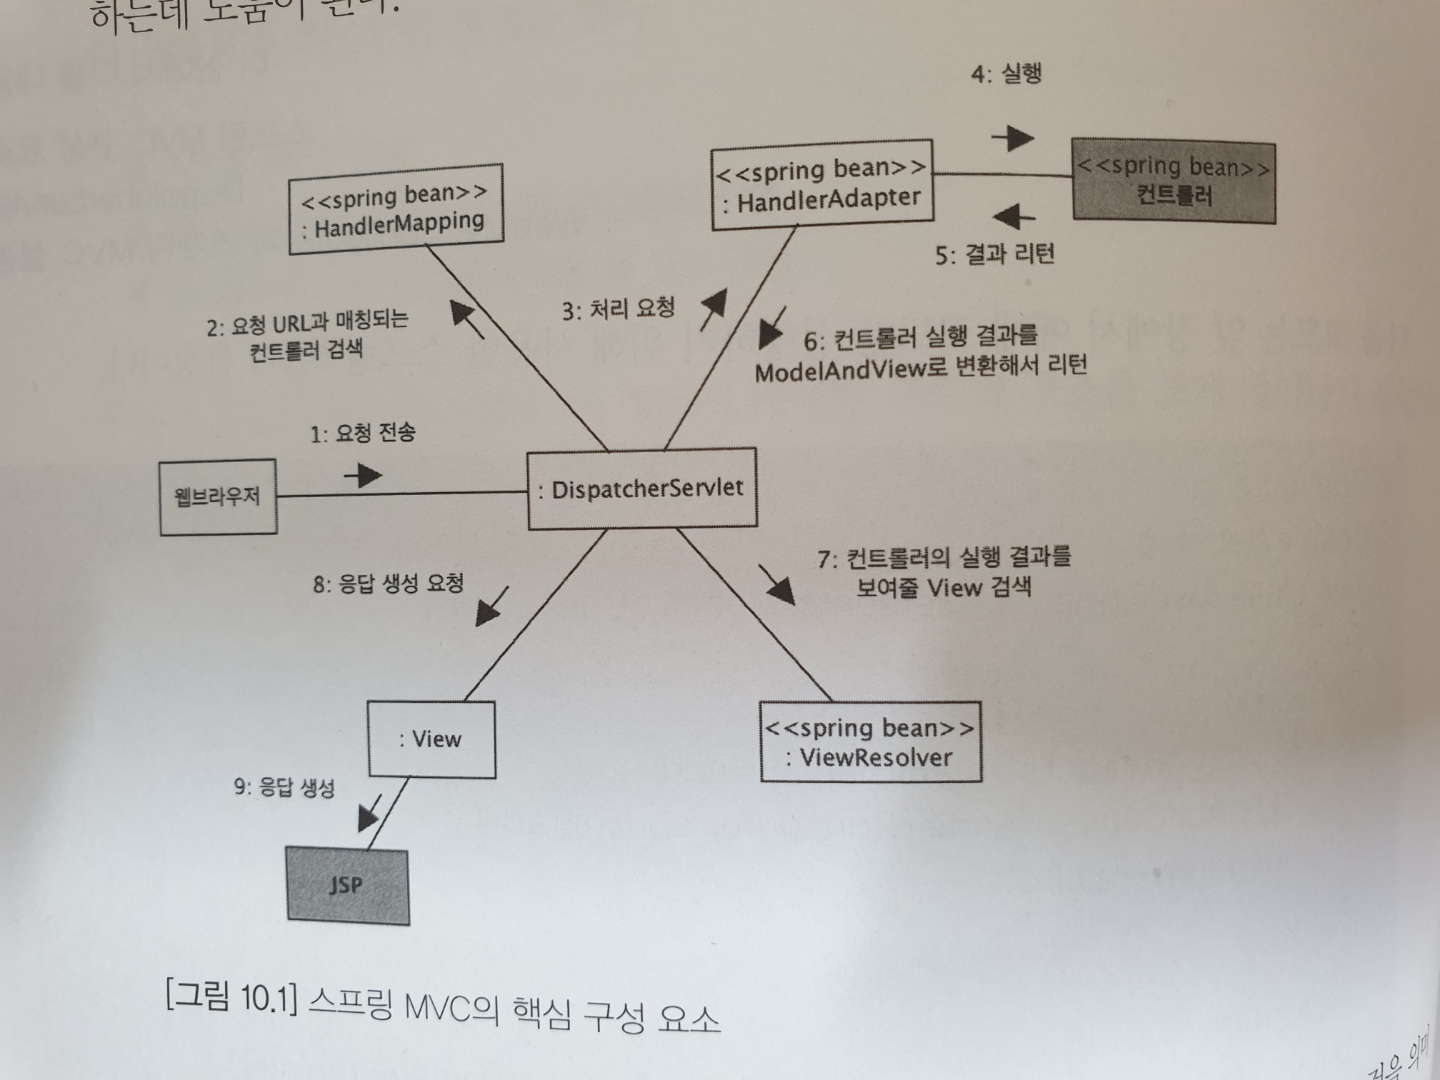 하는데 도움이 된다.
4: 실행
<<spring bean>>
: HandlerMapping
<<spring bean>>
: HandlerAdapter
<<spring bean>>
컨트롤러
5: 결과 리턴
2: 요청 URL과 매칭되는
컨트롤러 검색
3: 처리 요청
6: 컨트롤러 실행 결과를
ModelAndView로 변환해서 리턴
1: 요청 전송
웹브라우저
: DispatcherServlet
8: 응답 생성 요청
7: 컨트롤러의 실행 결과를
보여줄 View 검색
: View
<<spring bean>>
: ViewResolver
9: 응답 생성
JSP
[그림 10.1] 스프링 MVC의 핵심 구성 요소